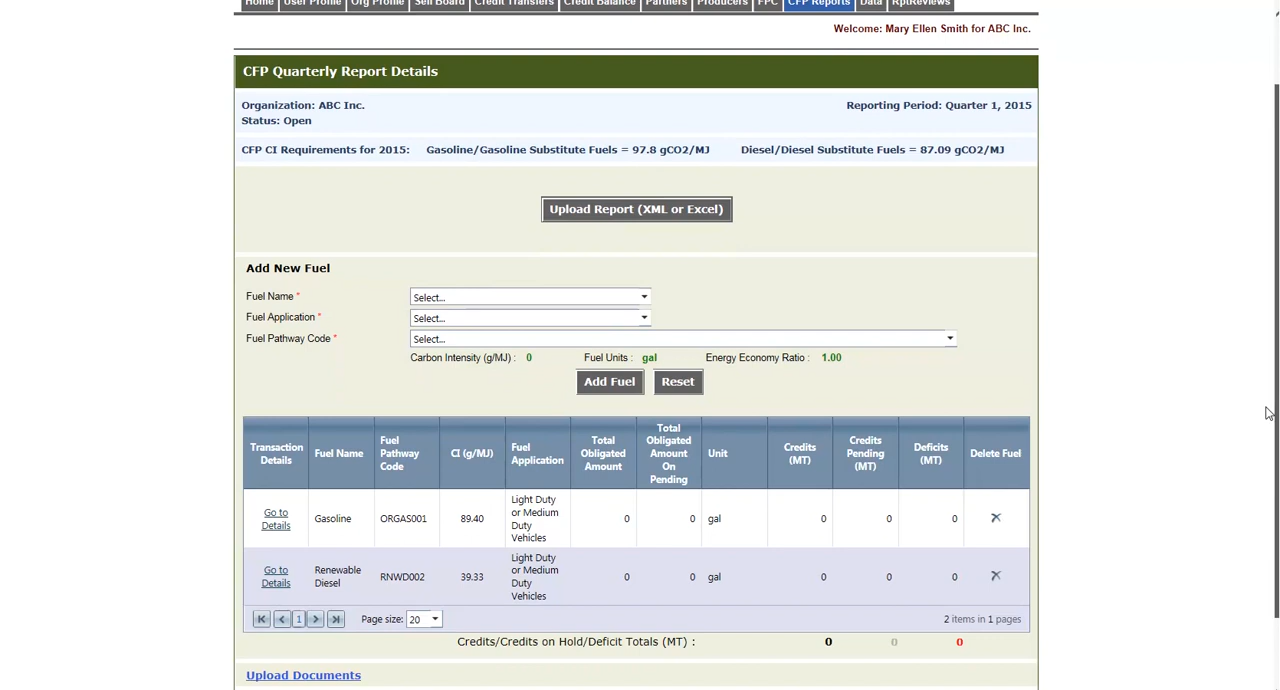 Home User Profile Org Profile Sell Board Credit Transfers Credit Balance Partners Producers FPC CFP Reports Data RptReviews
Welcome: Mary Ellen Smith for ABC Inc.
CFP Quarterly Report Details
Organization: ABC Inc. Reporting Period: Quarter 1, 2015
Status: Open
CFP CI Requirements for 2015: Gasoline/Gasoline Substitute Fuels = 97.8 gCO2/MJ Diesel/Diesel Substitute Fuels = 87.09 gCO2/MJ
Upload Report (XML or Excel)
Add New Fuel
Fuel Name * Select...
Fuel Application * Select...
Fuel Pathway Code * Select...
Carbon Intensity (g/MJ) : 0 Fuel Units : gal Energy Economy Ratio : 1.00
Add Fuel Reset
Transaction Details Fuel Name Fuel Pathway Code CI (g/MJ) Fuel Application Total Obligated Amount Total Obligated Amount On Pending Unit Credits (MT) Credits Pending (MT) Deficits (MT) Delete Fuel
Go to Details Gasoline ORGAS001 89.40 Light Duty or Medium Duty Vehicles 0 0 gal 0 0 0
Go to Details Renewable Diesel RNWD002 39.33 Light Duty or Medium Duty Vehicles 0 0 gal 0 0 0
1 Page size: 20 2 items in 1 pages
Credits/Credits on Hold/Deficit Totals (MT) : 0 0 0
Upload Documents